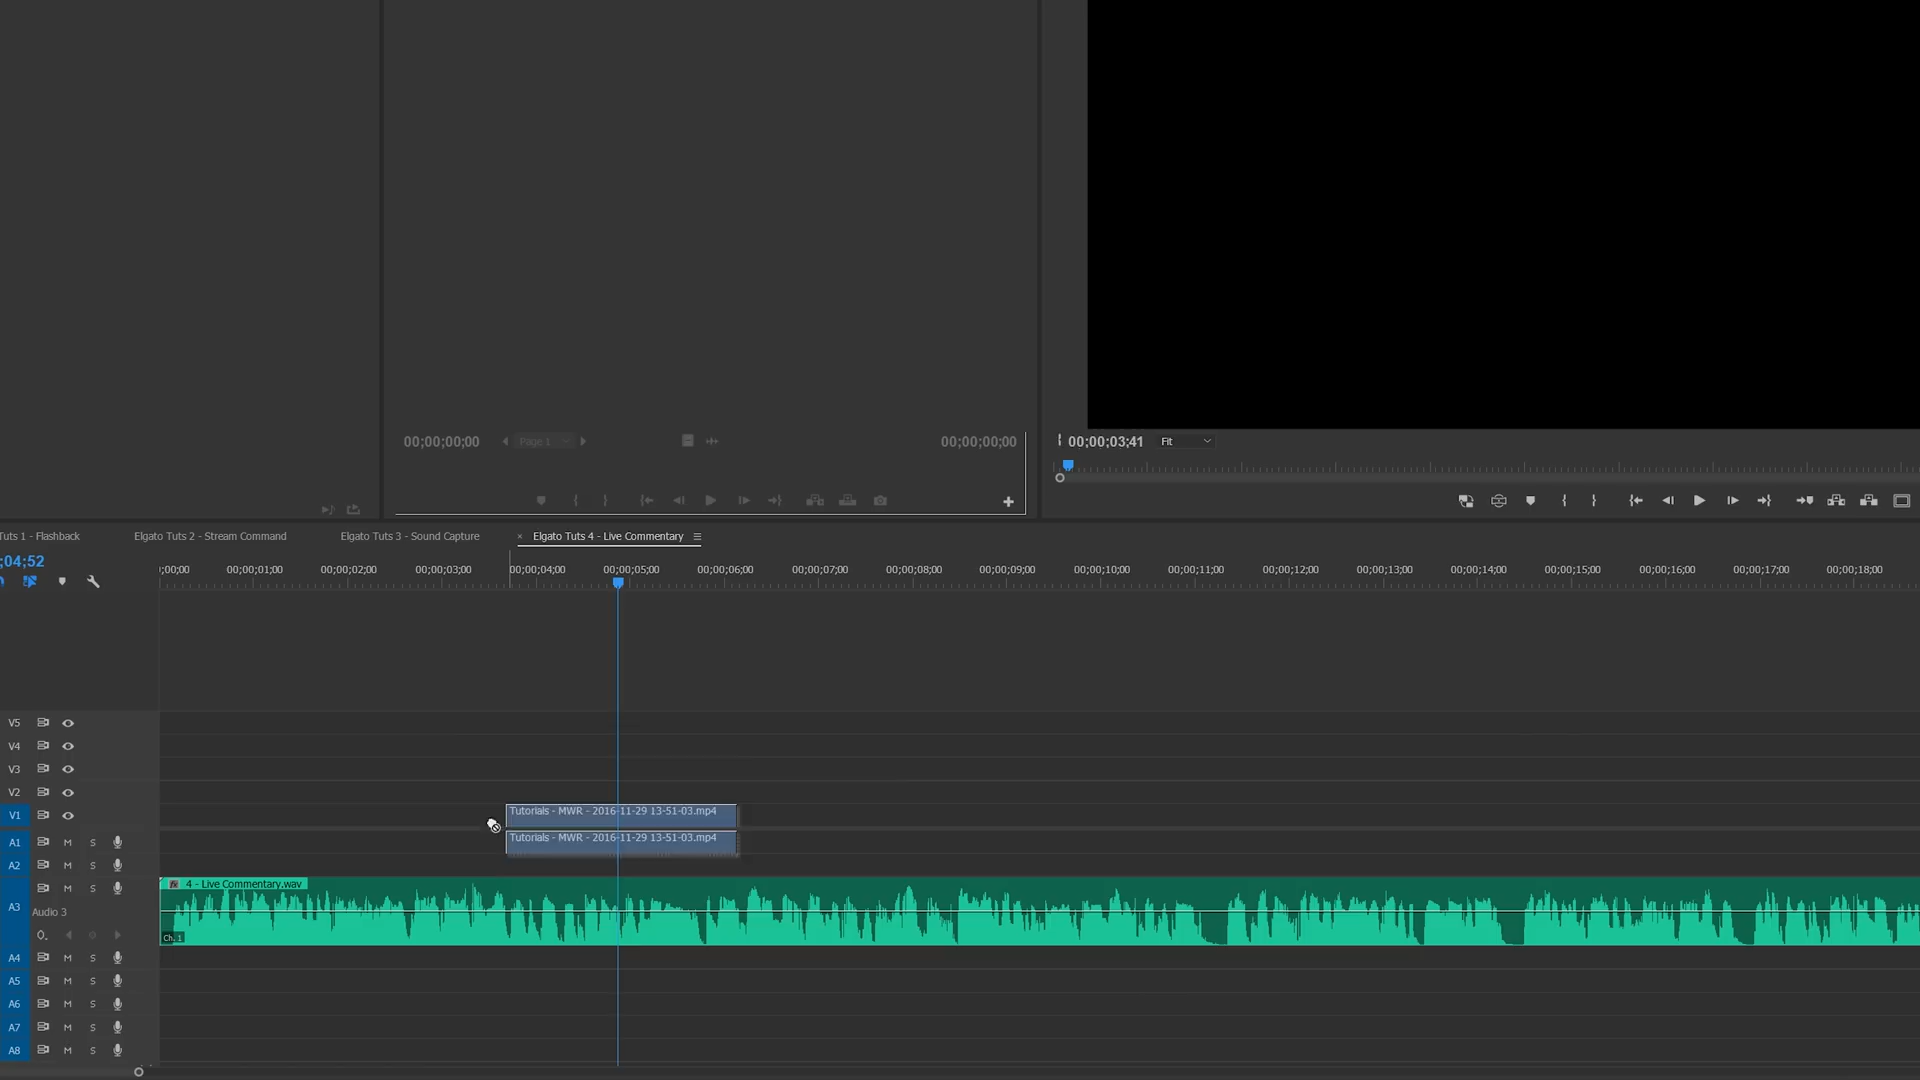 00;00;00;00
Page 1
00;00;00;00
00;00;03;41
Fit
Tuts 1 - Flashback
Elgato Tuts 2 - Stream Command
Elgato Tuts 3 - Sound Capture
× Elgato Tuts 4 - Live Commentary
;04;52
;00;00
00;00;01;00
00;00;02;00
00;00;03;00
00;00;04;00
00;00;05;00
00;00;06;00
00;00;07;00
00;00;08;00
00;00;09;00
00;00;10;00
00;00;11;00
00;00;12;00
00;00;13;00
00;00;14;00
00;00;15;00
00;00;16;00
00;00;17;00
00;00;18;00
V5
V4
V3
V2
V1
Tutorials - MWR - 2016-11-29 13-51-03.mp4
A1 M S
Tutorials - MWR - 2016-11-29 13-51-03.mp4
A2 M S
M S
fx 4 - Live Commentary.wav
A3
Audio 3
Ch. 1
A4 M S
A5 M S
A6 M S
A7 M S
A8 M S